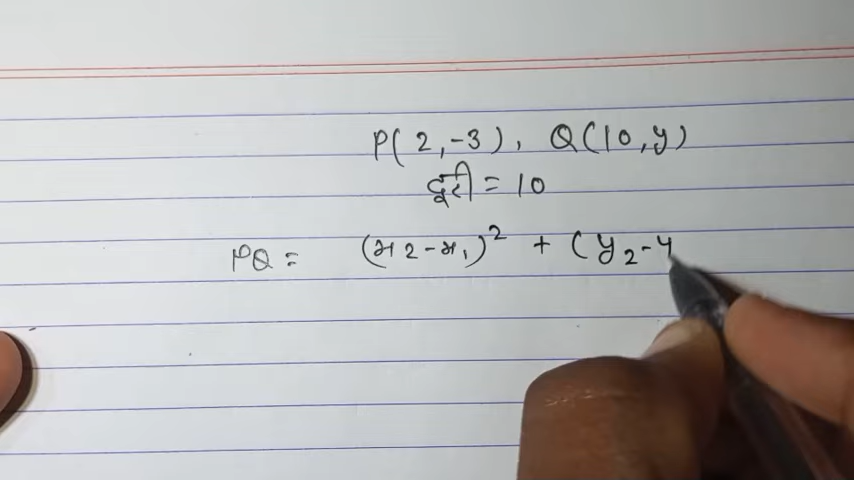 P(2,-3), Q(10,y)
दूरी = 10
PQ = (x2-x₁)² + (y₂-y